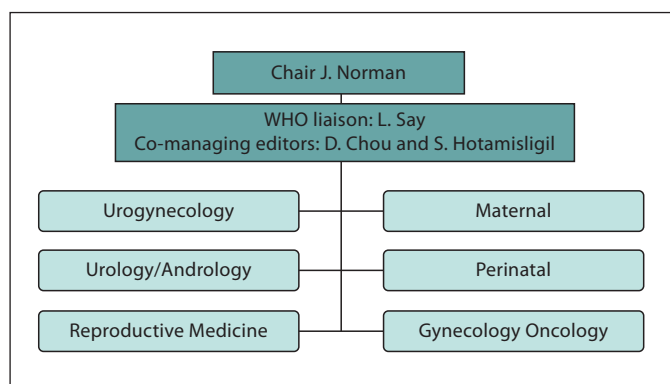 Chair J. Norman
WHO liaison: L. Say
Co-managing editors: D. Chou and S. Hotamisligil
Urogynecology
Maternal
Urology/Andrology
Perinatal
Reproductive Medicine
Gynecology Oncology